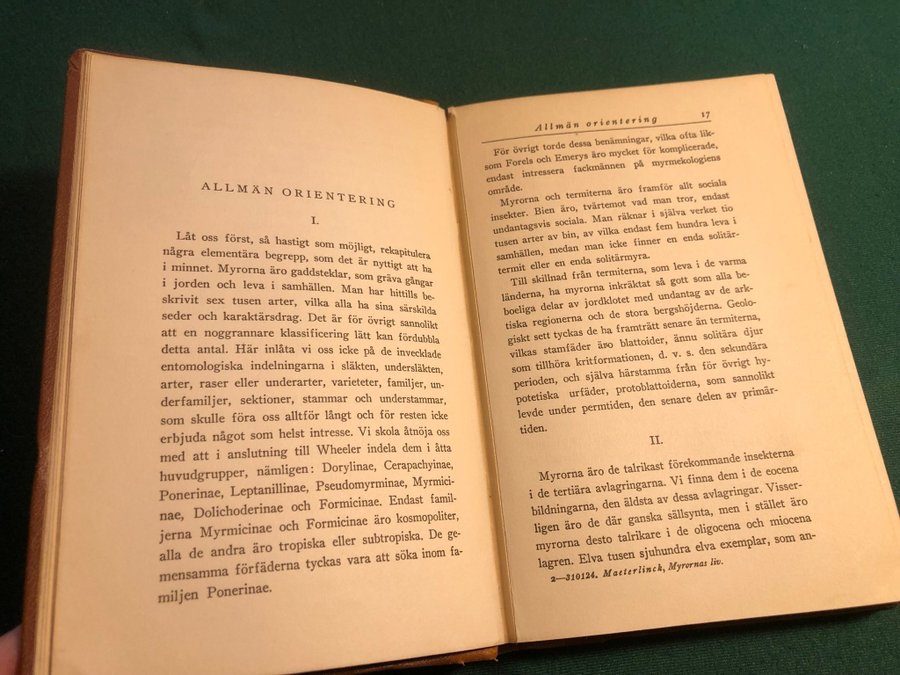 ALLMÄN ORIENTERING
I.
Låt oss först, så hastigt som möjligt, rekapitulera
några elementära begrepp, som det är nyttigt att ha
i minnet. Myrorna äro gaddsteklar, som gräva gångar
i jorden och leva i samhällen. Man har hittills be-
skrivit sex tusen arter, vilka alla ha sina särskilda
seder och karaktärsdrag. Det är för övrigt sannolikt
att en noggrannare klassificering lätt kan fördubbla
detta antal. Här inlåta vi oss icke på de invecklade
entomologiska indelningarna i släkten, undersläkten,
arter, raser eller underarter, varieteter, familjer, un-
derfamiljer, sektioner, stammar och understammar,
som skulle föra oss alltför långt och för resten icke
erbjuda något som helst intresse. Vi skola åtnöja oss
med att i anslutning till Wheeler indela dem i åtta
huvudgrupper, nämligen: Dorylinae, Cerapachyinae,
Ponerinae, Leptanillinae, Pseudomyrminae, Myrmici-
nae, Dolichoderinae och Formicinae. Endast famil-
jerna Myrmicinae och Formicinae äro kosmopoliter,
alla de andra äro tropiska eller subtropiska. De ge-
mensamma förfäderna tyckas vara att söka inom fa-
miljen Ponerinae.
Allmän orientering 17
För övrigt torde dessa benämningar, vilka ofta lik-
som Forels och Emerys äro mycket för komplicerade,
endast intressera fackmännen på myrmekologiens
område.
Myrorna och termiterna äro framför allt sociala
insekter. Bien äro, tvärtemot vad man tror, endast
undantagsvis sociala. Man räknar i själva verket tio
tusen arter av bin, av vilka endast fem hundra leva i
samhällen, medan man icke finner en enda solitär-
termit eller en enda solitärmyra.
Till skillnad från termiterna, som leva i de varma
länderna, ha myrorna inkräktat så gott som alla be-
boeliga delar av jordklotet med undantag av de ark-
tiska regionerna och de stora bergshöjderna. Geolo-
giskt sett tyckas de ha framträtt senare än termiterna,
vilkas stamfäder äro blattoider, ännu solitära djur
som tillhöra kritformationen, d. v. s. den sekundära
perioden, och själva härstamma från för övrigt hy-
potetiska urfäder, protoblattoiderna, som sannolikt
levde under permtiden, den senare delen av primär-
tiden.
II.
Myrorna äro de talrikast förekommande insekterna
i de tertiära avlagringarna. Vi finna dem i de eocena
bildningarna, den äldsta av dessa avlagringar. Visser-
ligen äro de där ganska sällsynta, men i stället äro
myrorna desto talrikare i de oligocena och miocena
lagren. Elva tusen sjuhundra elva exemplar, som an-
2—310124. Maeterlinck, Myrornas liv.